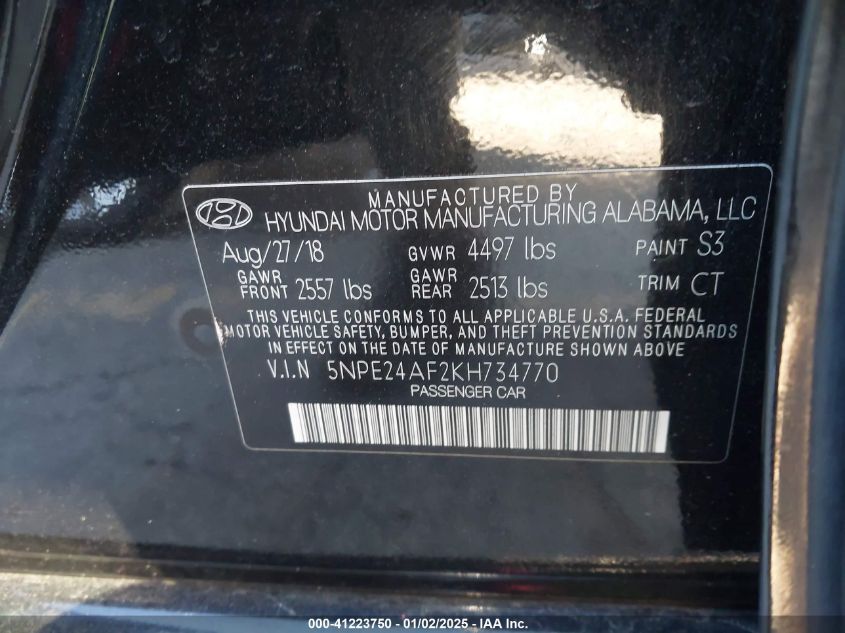 MANUFACTURED BY
HYUNDAI MOTOR MANUFACTURING ALABAMA, LLC
Aug/27/18 GVWR 4497 lbs PAINT S3
GAWR FRONT 2557 lbs GAWR REAR 2513 lbs TRIM CT
THIS VEHICLE CONFORMS TO ALL APPLICABLE U.S.A. FEDERAL
MOTOR VEHICLE SAFETY, BUMPER, AND THEFT PREVENTION STANDARDS
IN EFFECT ON THE DATE OF MANUFACTURE SHOWN ABOVE
V.I.N 5NPE24AF2KH734770
PASSENGER CAR
000-41223750 - 01/02/2025 - IAA Inc.